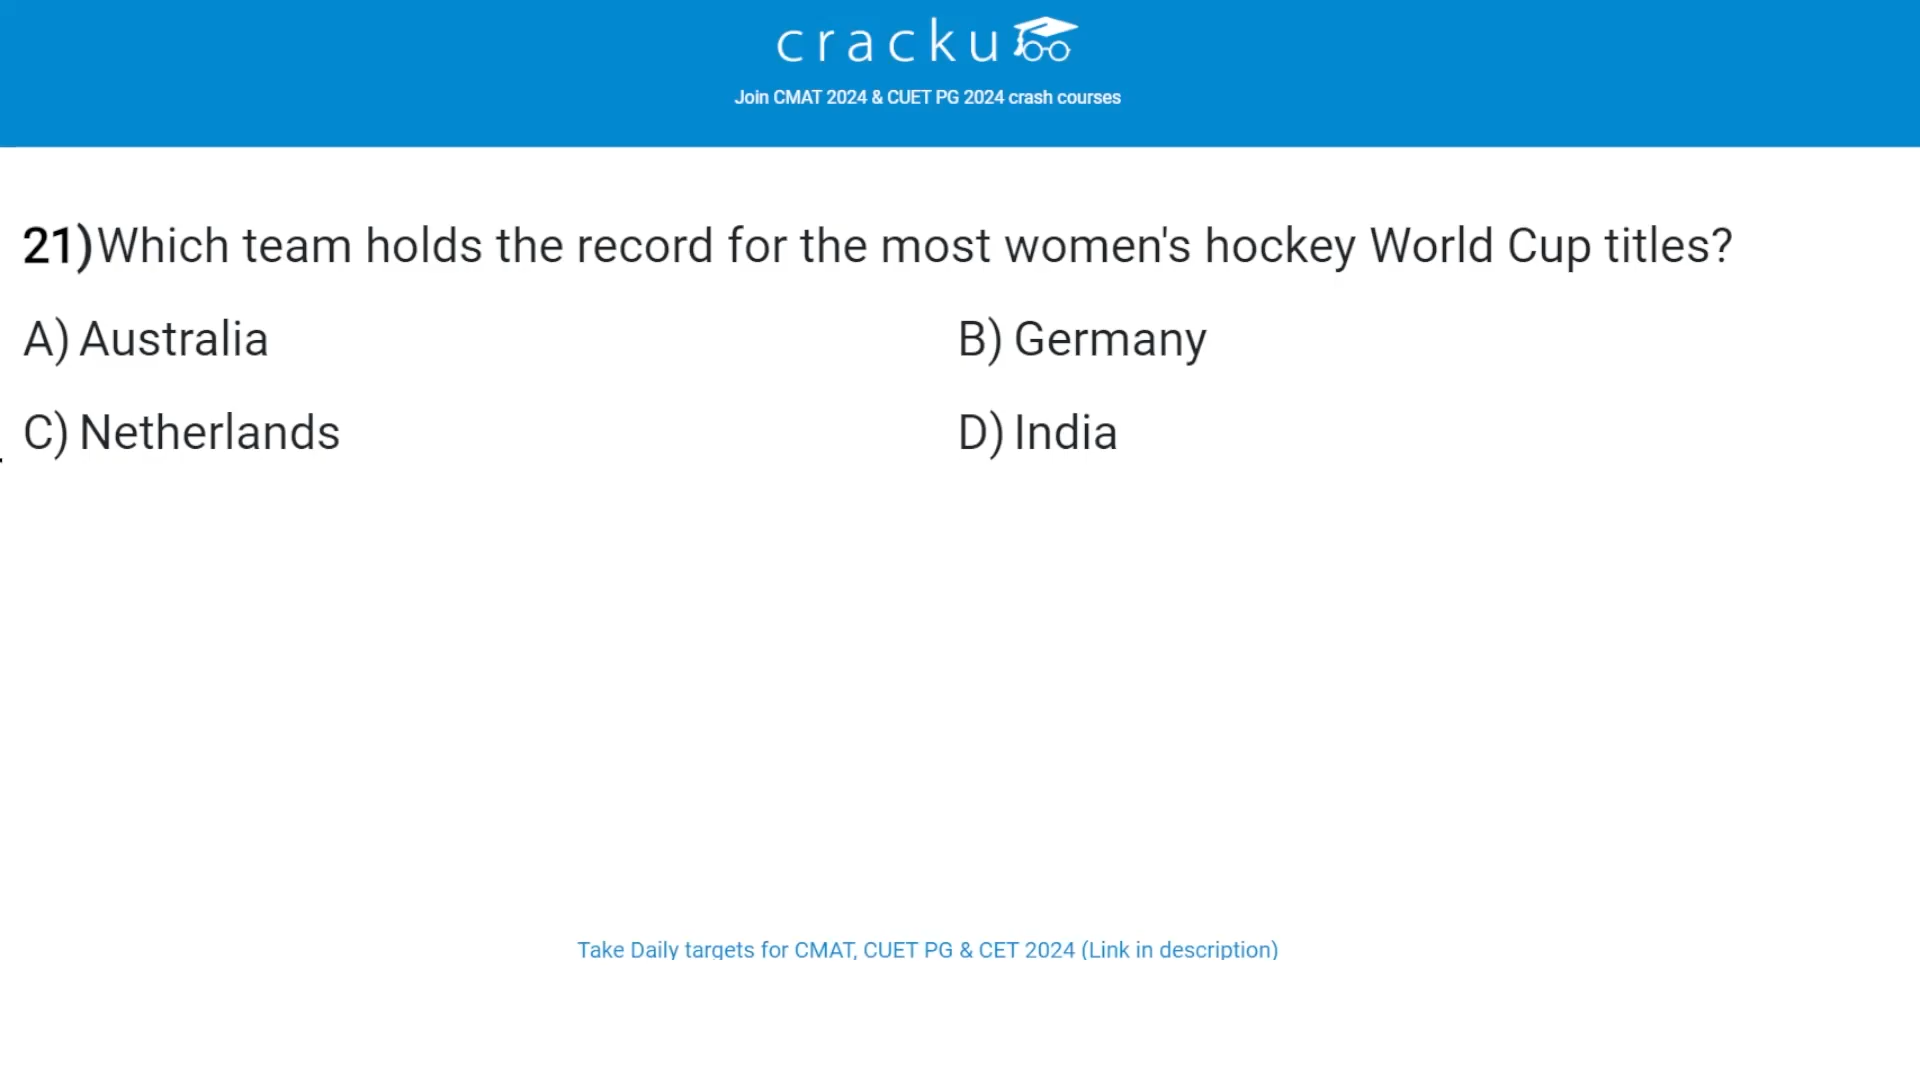 cracku
Join CMAT 2024 & CUET PG 2024 crash courses
21)Which team holds the record for the most women's hockey World Cup titles?
A) Australia
B) Germany
C) Netherlands
D) India
Take Daily targets for CMAT, CUET PG & CET 2024 (Link in description)